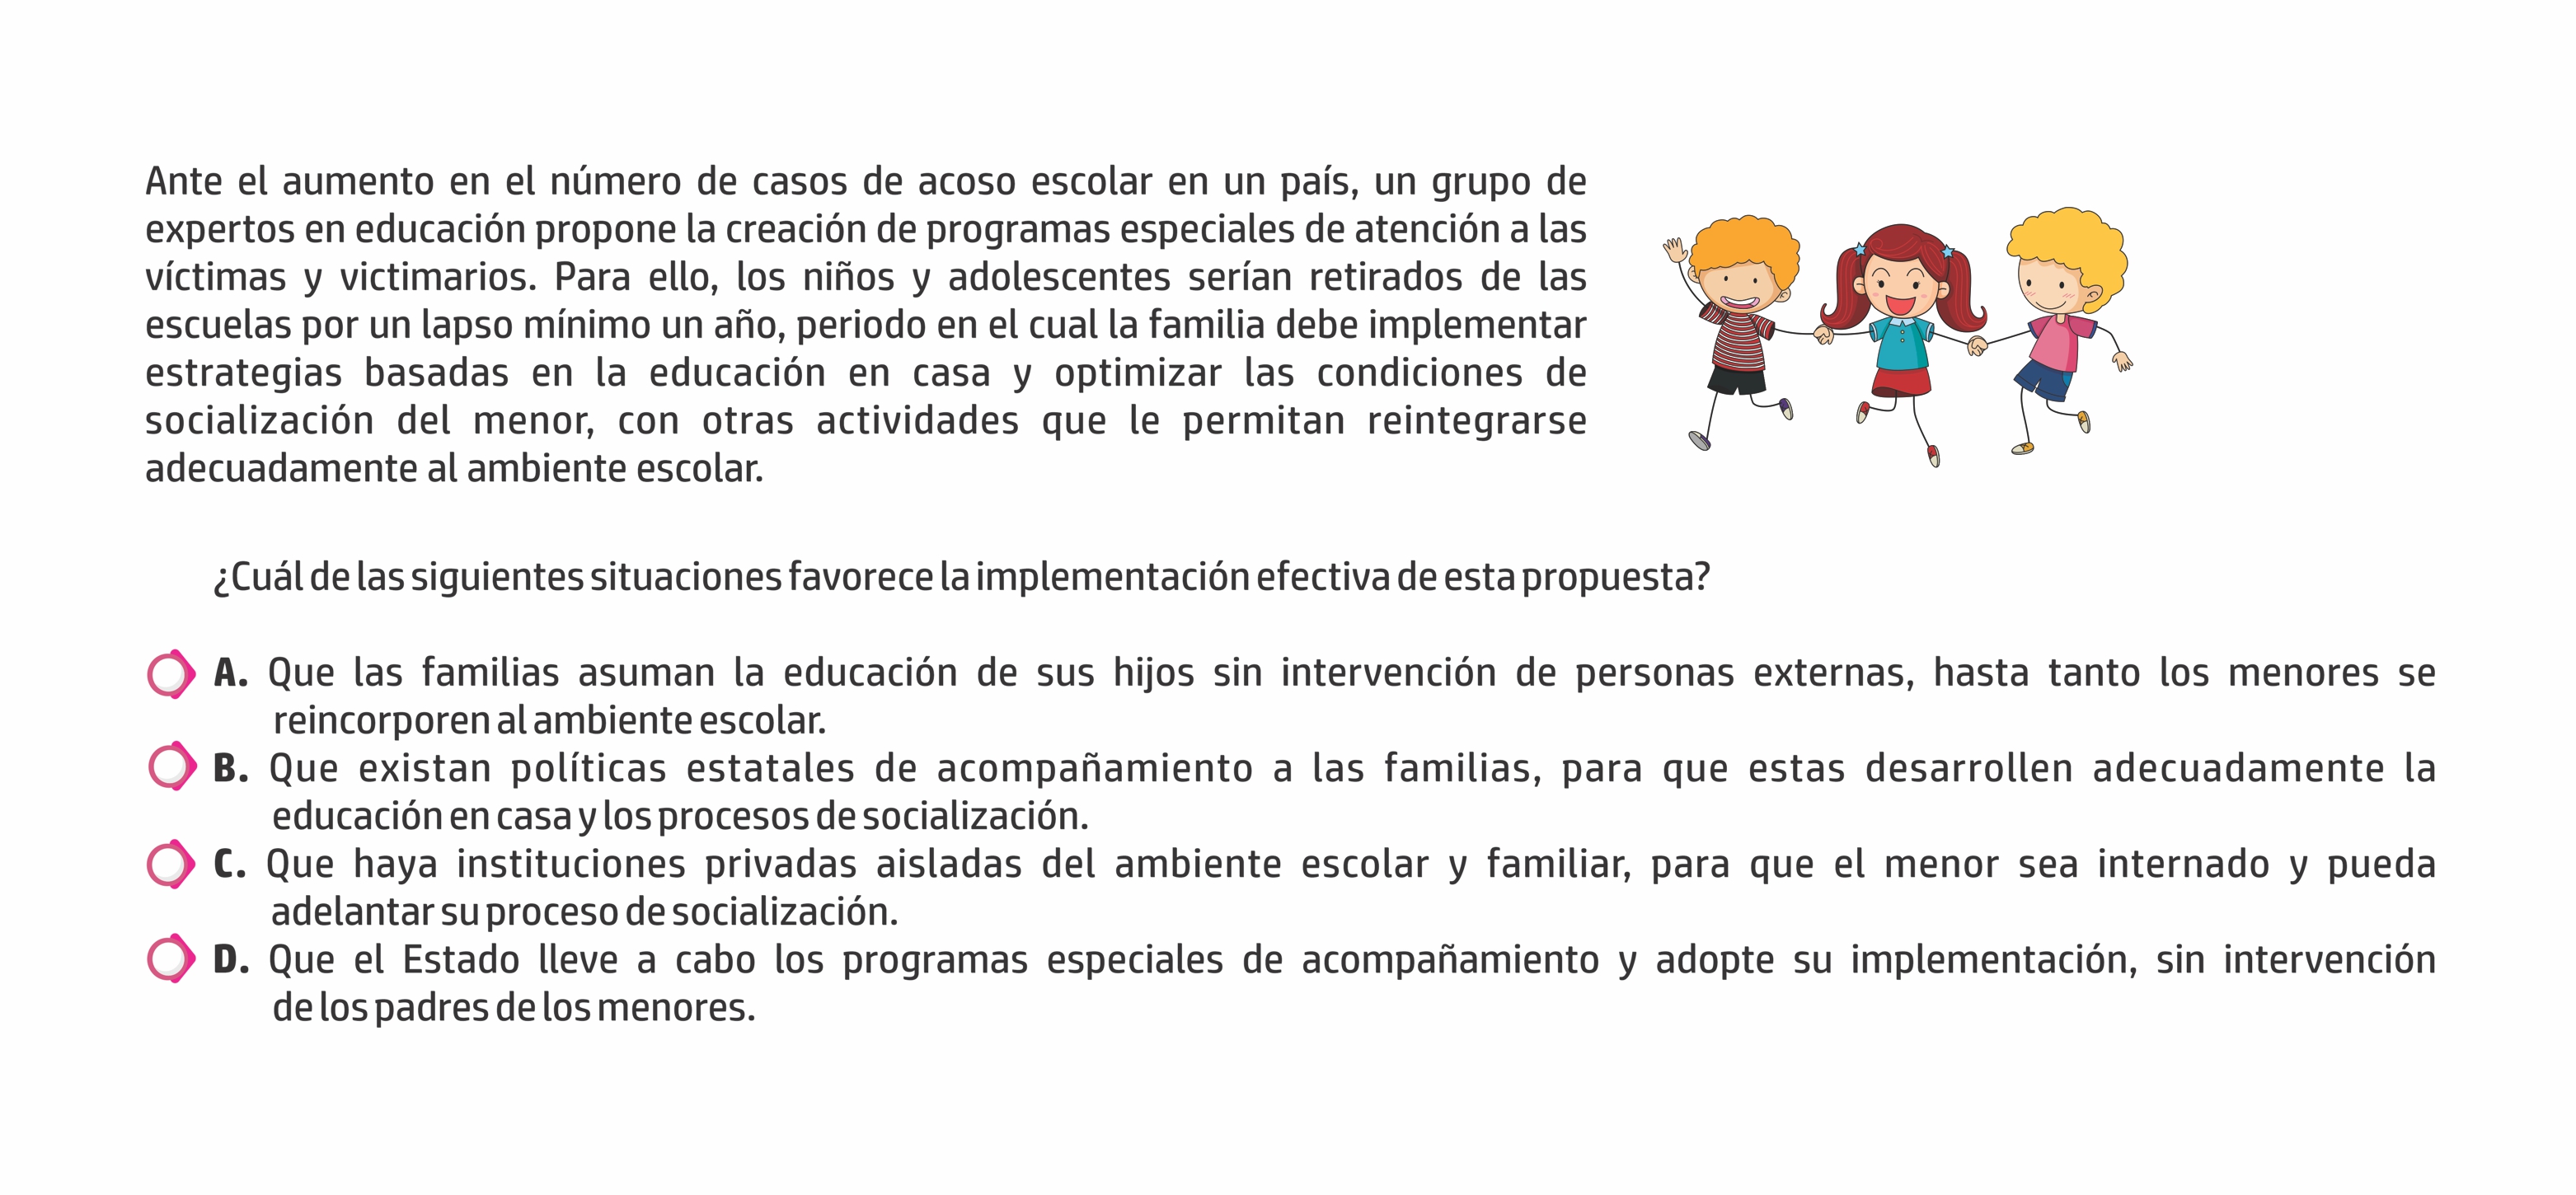 Ante el aumento en el número de casos de acoso escolar en un país, un grupo de
expertos en educación propone la creación de programas especiales de atención a las
víctimas y victimarios. Para ello, los niños y adolescentes serían retirados de las
escuelas por un lapso mínimo un año, periodo en el cual la familia debe implementar
estrategias basadas en la educación en casa y optimizar las condiciones de
socialización del menor, con otras actividades que le permitan reintegrarse
adecuadamente al ambiente escolar.
¿Cuál de las siguientes situaciones favorece la implementación efectiva de esta propuesta?
A. Que las familias asuman la educación de sus hijos sin intervención de personas externas, hasta tanto los menores se
reincorporen al ambiente escolar.
B. Que existan políticas estatales de acompañamiento a las familias, para que estas desarrollen adecuadamente la
educación en casa y los procesos de socialización.
C. Que haya instituciones privadas aisladas del ambiente escolar y familiar, para que el menor sea internado y pueda
adelantar su proceso de socialización.
D. Que el Estado lleve a cabo los programas especiales de acompañamiento y adopte su implementación, sin intervención
de los padres de los menores.